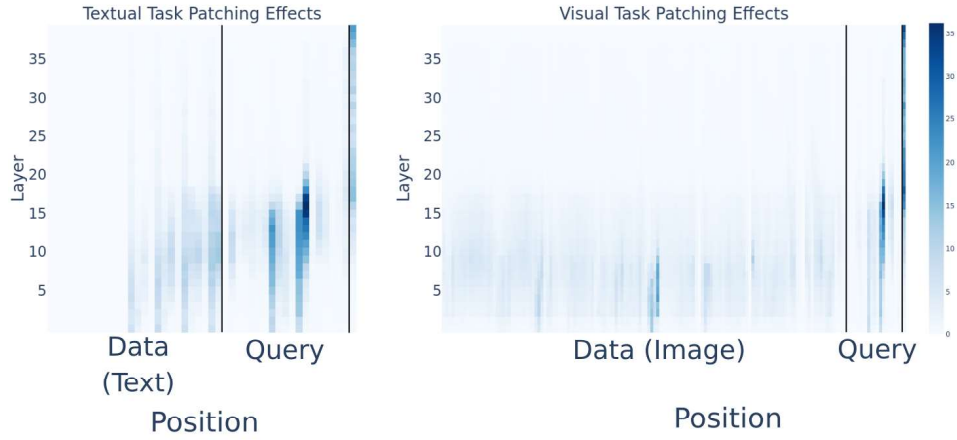 Textual Task Patching Effects
Visual Task Patching Effects
Layer
35
30
25
20
15
10
5
Data
(Text)
Query
Position
Layer
35
30
25
20
15
10
5
Data (Image)
Query
Position
35
30
25
20
15
10
5
0